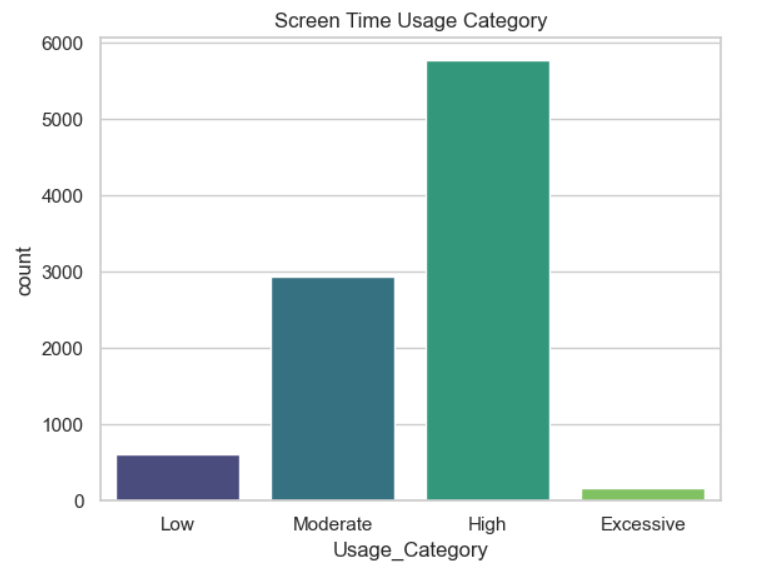 Screen Time Usage Category
6000
5000
4000
3000
2000
1000
0
count
Low Moderate High Excessive
Usage_Category